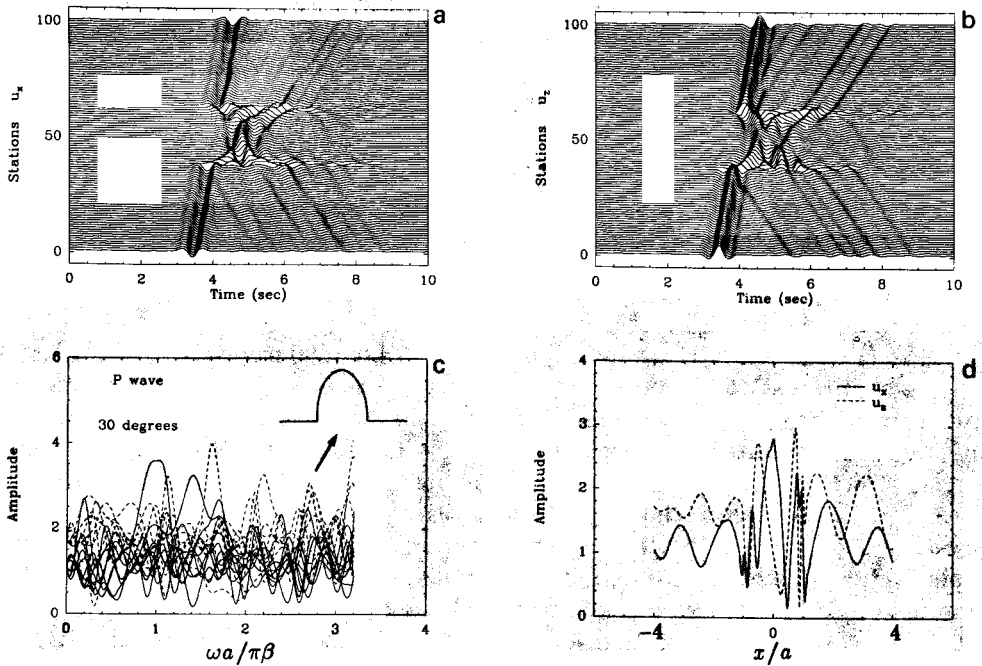 a
100
50
0
Stations u_x
0 2 4 6 8 10
Time (sec)
b
100
50
0
Stations u_z
0 2 4 6 8 10
Time (sec)
c
P wave
30 degrees
6
4
2
0
Amplitude
0 1 2 3 4
ωa/πβ
d
u_x
u_z
4
3
2
1
0
Amplitude
-4 0 4
x/a